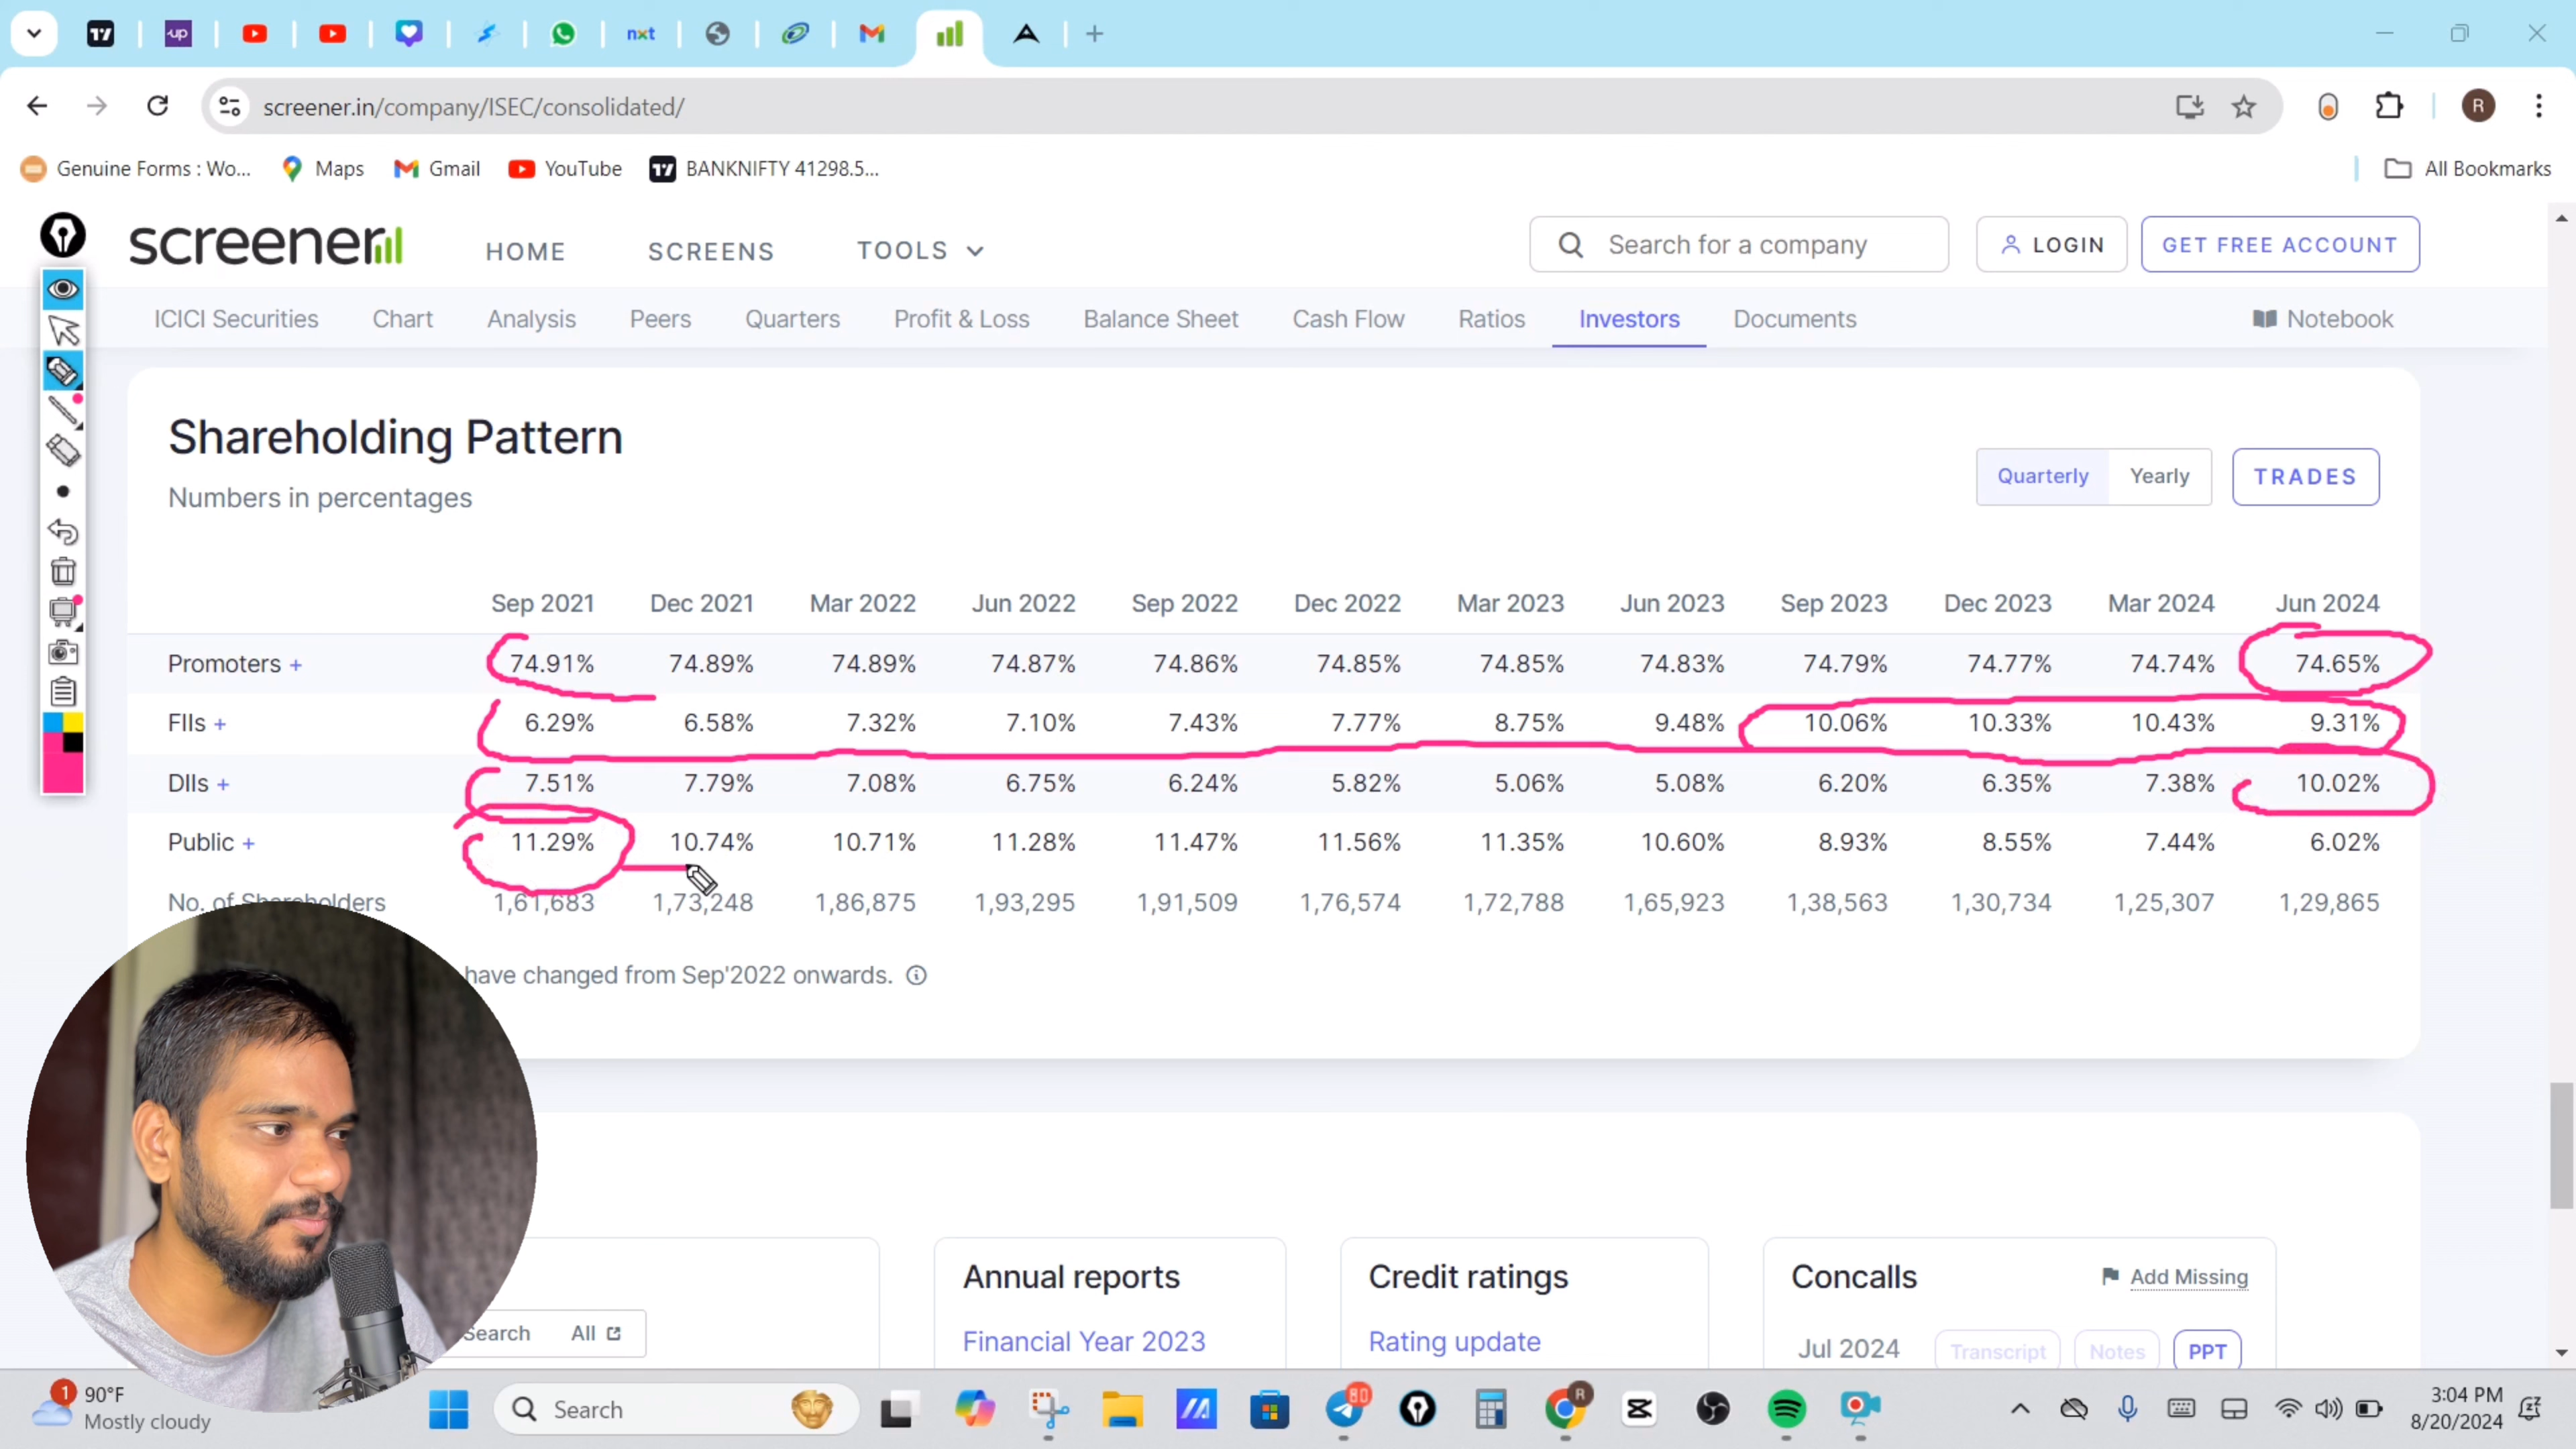 screener.in/company/ISEC/consolidated/
R
Genuine Forms : Wo... Maps Gmail YouTube BANKNIFTY 41298.5... All Bookmarks
screener HOME SCREENS TOOLS Search for a company LOGIN GET FREE ACCOUNT
ICICI Securities Chart Analysis Peers Quarters Profit & Loss Balance Sheet Cash Flow Ratios Investors Documents Notebook
Shareholding Pattern
Numbers in percentages
Quarterly Yearly TRADES
Sep 2021 Dec 2021 Mar 2022 Jun 2022 Sep 2022 Dec 2022 Mar 2023 Jun 2023 Sep 2023 Dec 2023 Mar 2024 Jun 2024
Promoters + 74.91% 74.89% 74.89% 74.87% 74.86% 74.85% 74.85% 74.83% 74.79% 74.77% 74.74% 74.65%
FIIs + 6.29% 6.58% 7.32% 7.10% 7.43% 7.77% 8.75% 9.48% 10.06% 10.33% 10.43% 9.31%
DIIs + 7.51% 7.79% 7.08% 6.75% 6.24% 5.82% 5.06% 5.08% 6.20% 6.35% 7.38% 10.02%
Public + 11.29% 10.74% 10.71% 11.28% 11.47% 11.56% 11.35% 10.60% 8.93% 8.55% 7.44% 6.02%
No. of Shareholders 1,61,683 1,73,248 1,86,875 1,93,295 1,91,509 1,76,574 1,72,788 1,65,923 1,38,563 1,30,734 1,25,307 1,29,865
have changed from Sep'2022 onwards.
Annual reports Credit ratings Concalls Add Missing
Search All Financial Year 2023 Rating update Jul 2024 Transcript Notes PPT
1 90°F
Mostly cloudy
Search
80
R
3:04 PM
8/20/2024